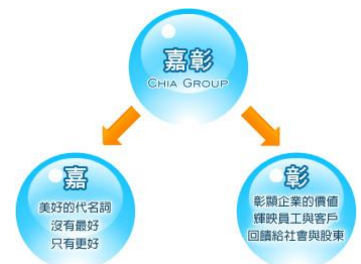 嘉彰
CHIA GROUP
嘉
美好的代名詞
沒有最好
只有更好
彰
彰顯企業的價值
輝映員工與客戶
回饋給社會與股東